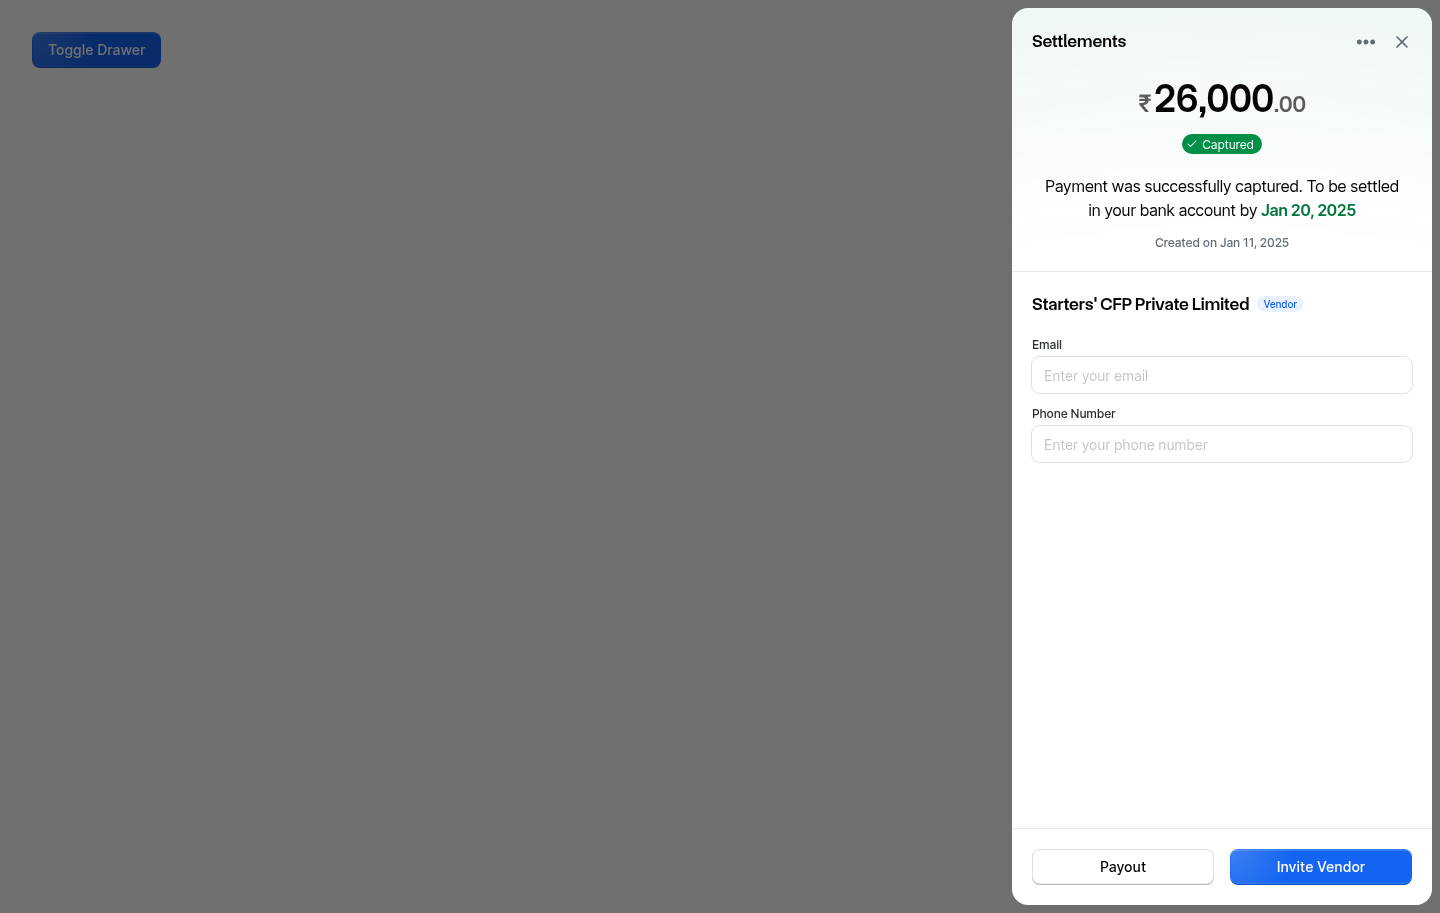 Toggle Drawer
Settlements
₹26,000.00
Captured
Payment was successfully captured. To be settled
in your bank account by Jan 20, 2025
Created on Jan 11, 2025
Starters' CFP Private Limited Vendor
Email
Enter your email
Phone Number
Enter your phone number
Payout Invite Vendor